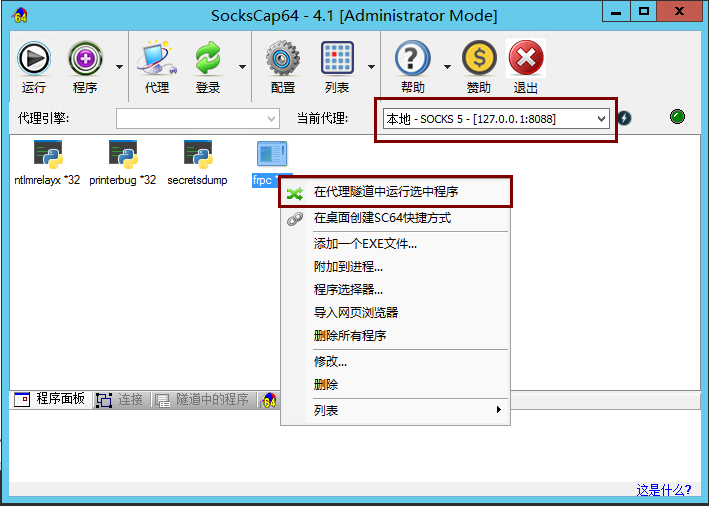 SocksCap64 - 4.1 [Administrator Mode]
运行 程序 代理 登录 配置 列表 帮助 赞助 退出
代理引擎: 当前代理: 本地 - SOCKS 5 - [127.0.0.1:8088]
ntlmrelayx *32 printerbug *32 secretsdump frpc *
在代理隧道中运行选中程序
在桌面创建SC64快捷方式
添加一个EXE文件...
附加到进程...
程序选择器...
导入网页浏览器
删除所有程序
修改...
删除
列表
程序面板 连接 隧道中的程序 64
这是什么?